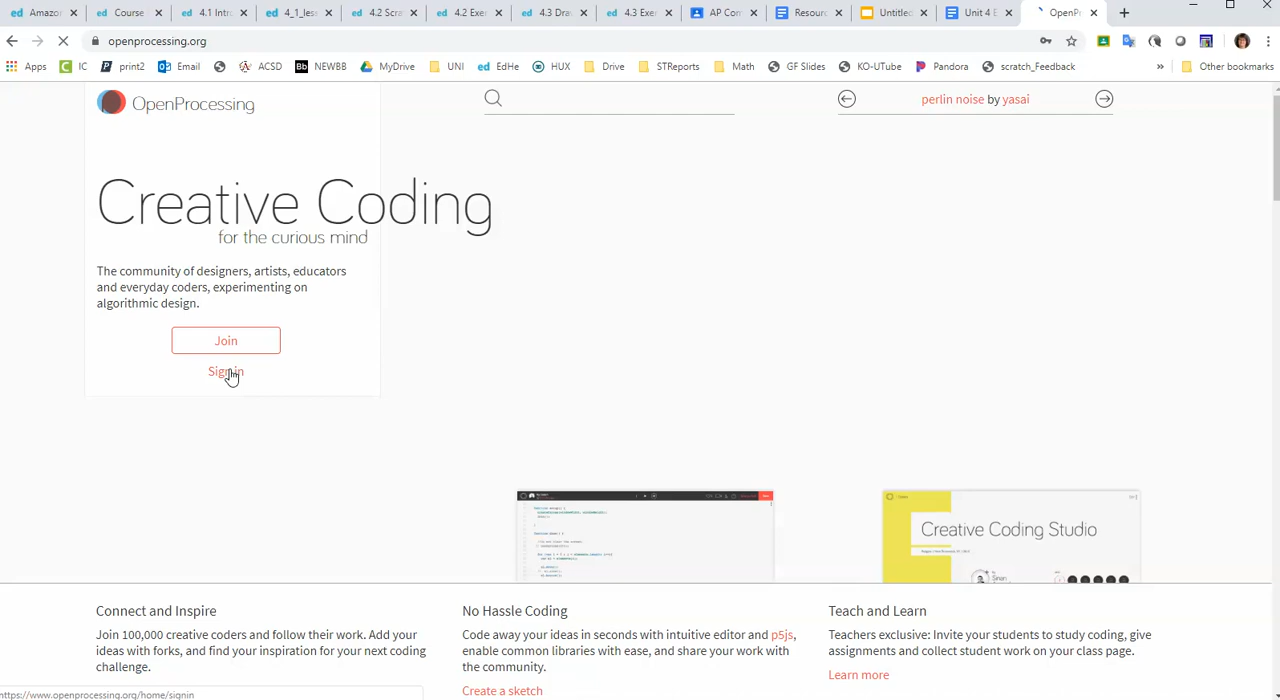 Amazo
Course
4.1 Intr
4_1_less
4.2 Scra
4.2 Exer
4.3 Dra
4.3 Exer
AP Com
Resour
Untitle
Unit 4 E
OpenPr
openprocessing.org
Apps
IC
print2
Email
ACSD
NEWBB
MyDrive
UNI
EdHe
HUX
Drive
STReports
Math
GF Slides
KO-UTube
Pandora
scratch_Feedback
»
Other bookmarks
OpenProcessing
perlin noise by yasai
Creative Coding
for the curious mind
The community of designers, artists, educators
and everyday coders, experimenting on
algorithmic design.
Join
Sign in
Creative Coding Studio
Connect and Inspire
Join 100,000 creative coders and follow their work. Add your
ideas with forks, and find your inspiration for your next coding
challenge.
No Hassle Coding
Code away your ideas in seconds with intuitive editor and p5js,
enable common libraries with ease, and share your work with
the community.
Create a sketch
Teach and Learn
Teachers exclusive: Invite your students to study coding, give
assignments and collect student work on your class page.
Learn more
https://www.openprocessing.org/home/signin